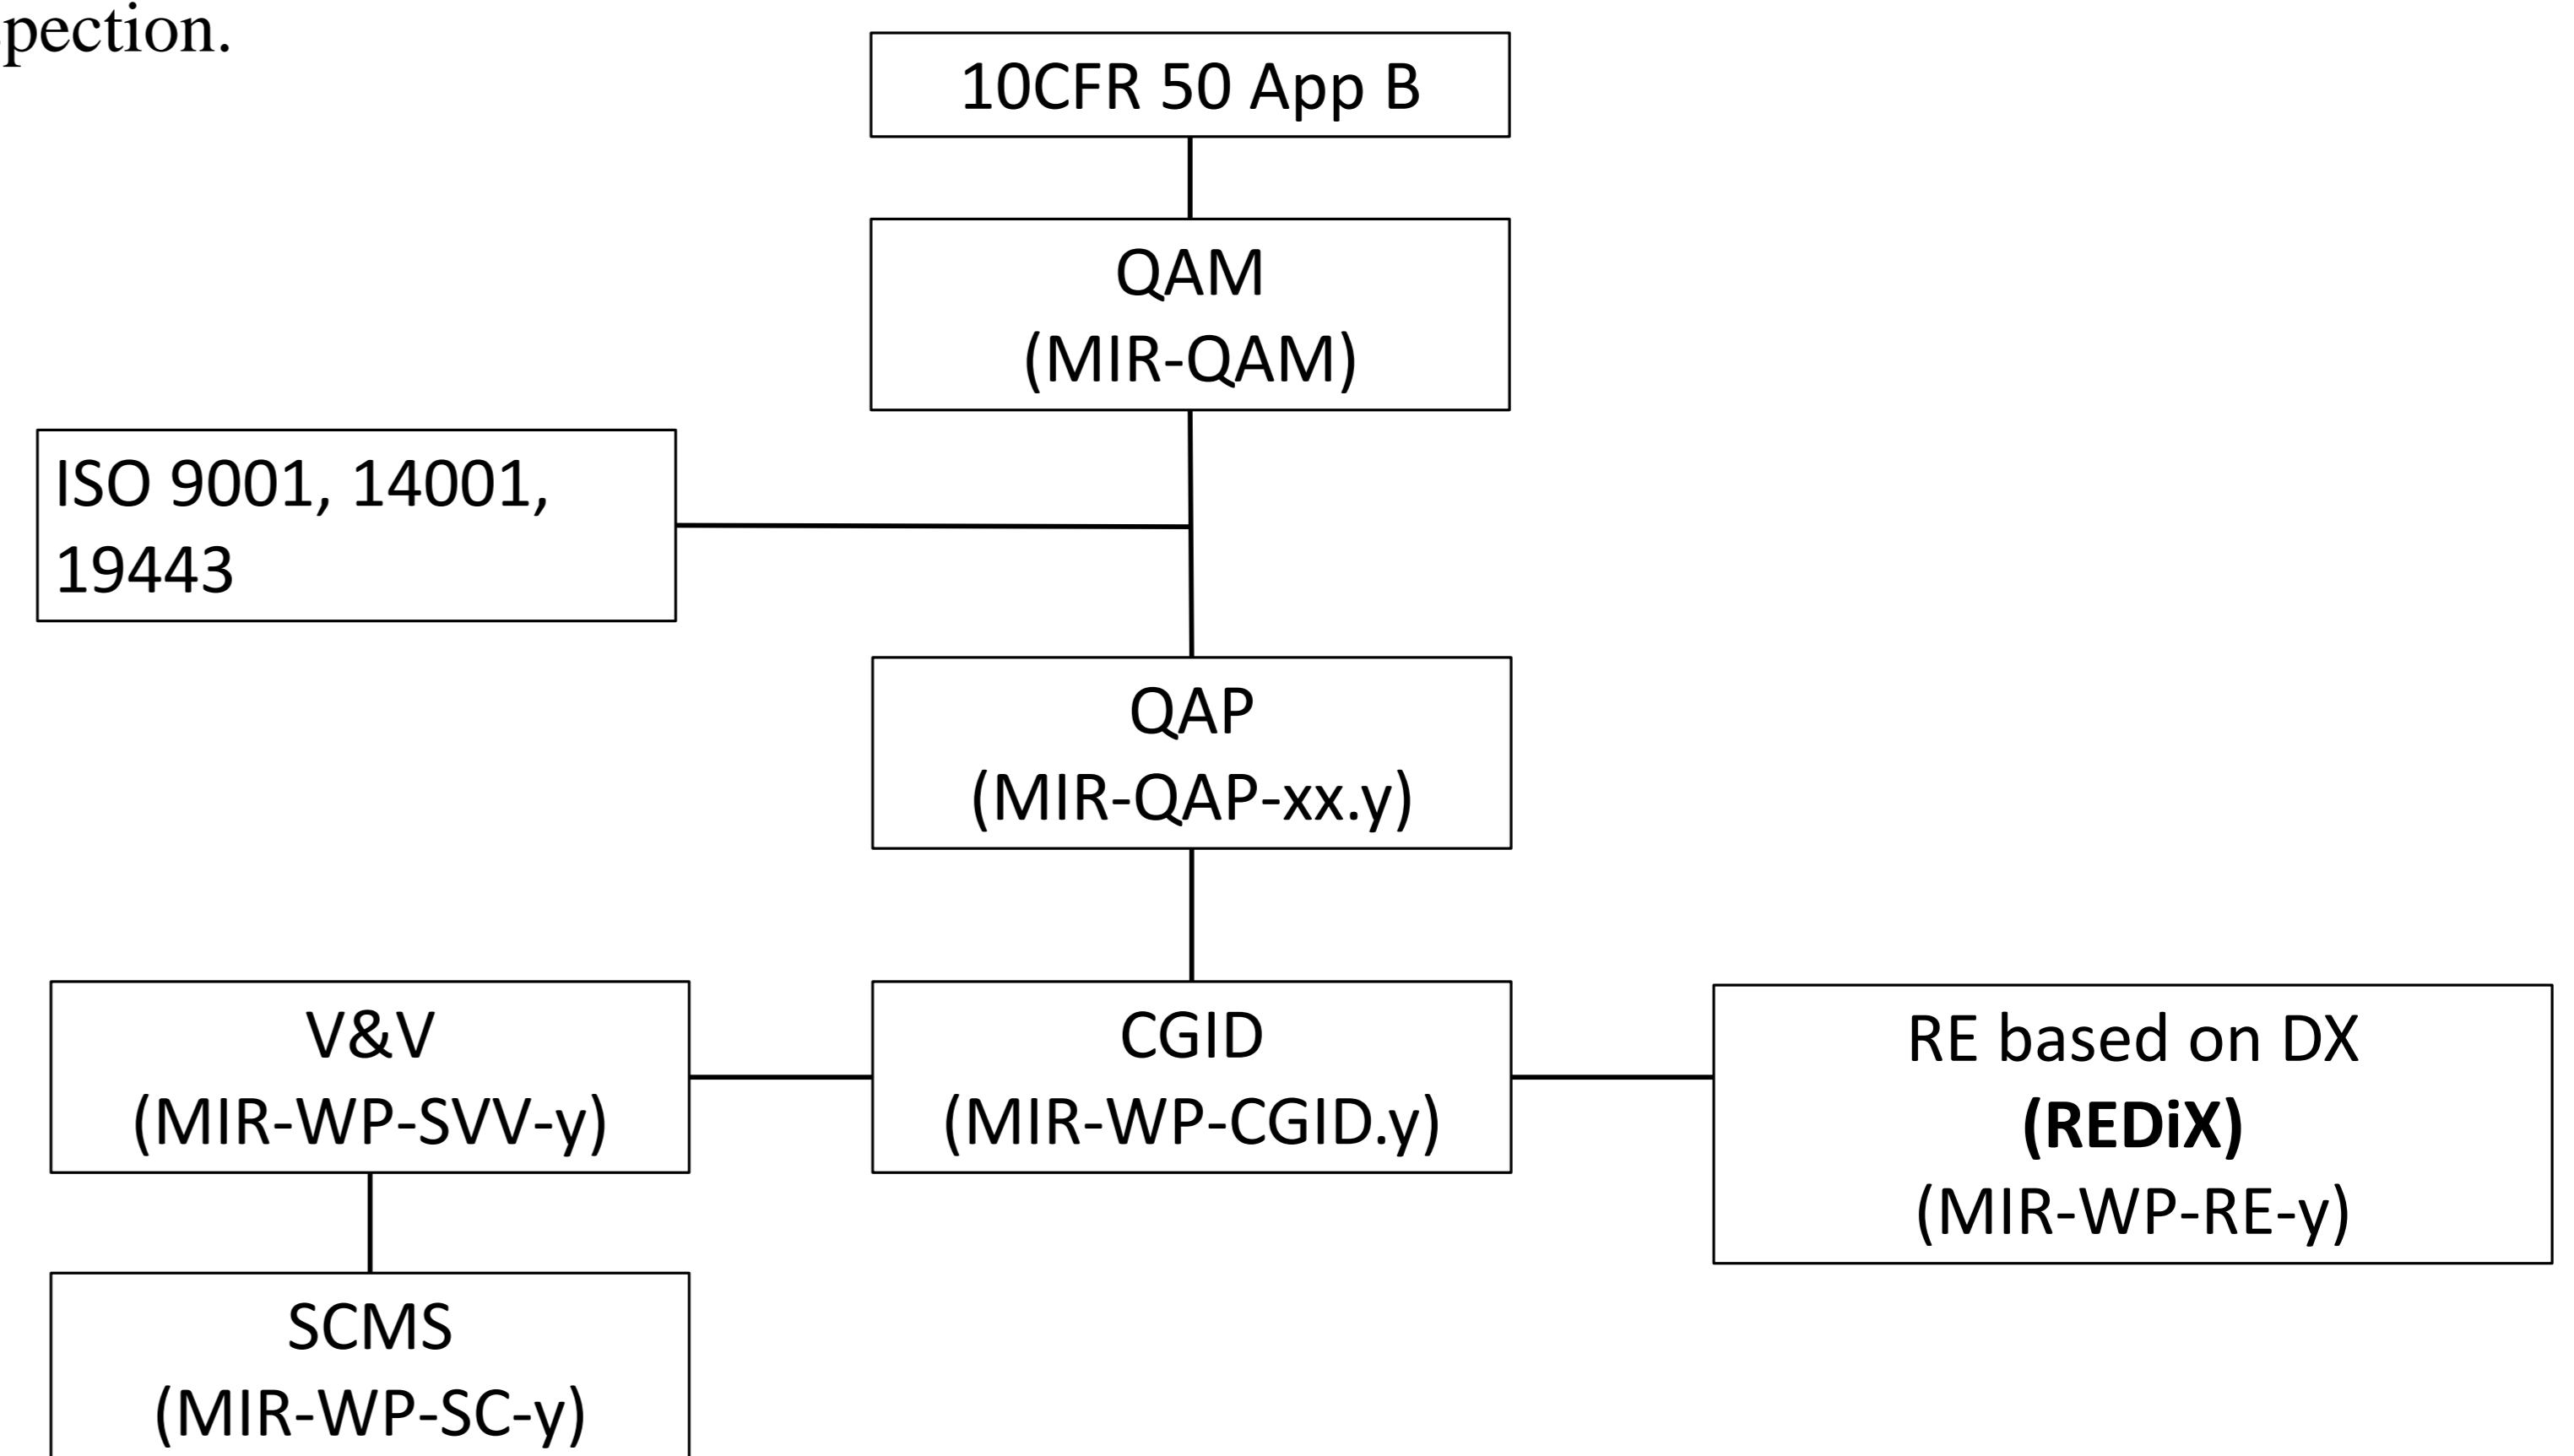 pection.
10CFR 50 App B
QAM
(MIR-QAM)
ISO 9001, 14001,
19443
QAP
(MIR-QAP-xx.y)
V&V
(MIR-WP-SVV-y)
CGID
(MIR-WP-CGID.y)
RE based on DX
(REDiX)
(MIR-WP-RE-y)
SCMS
(MIR-WP-SC-y)